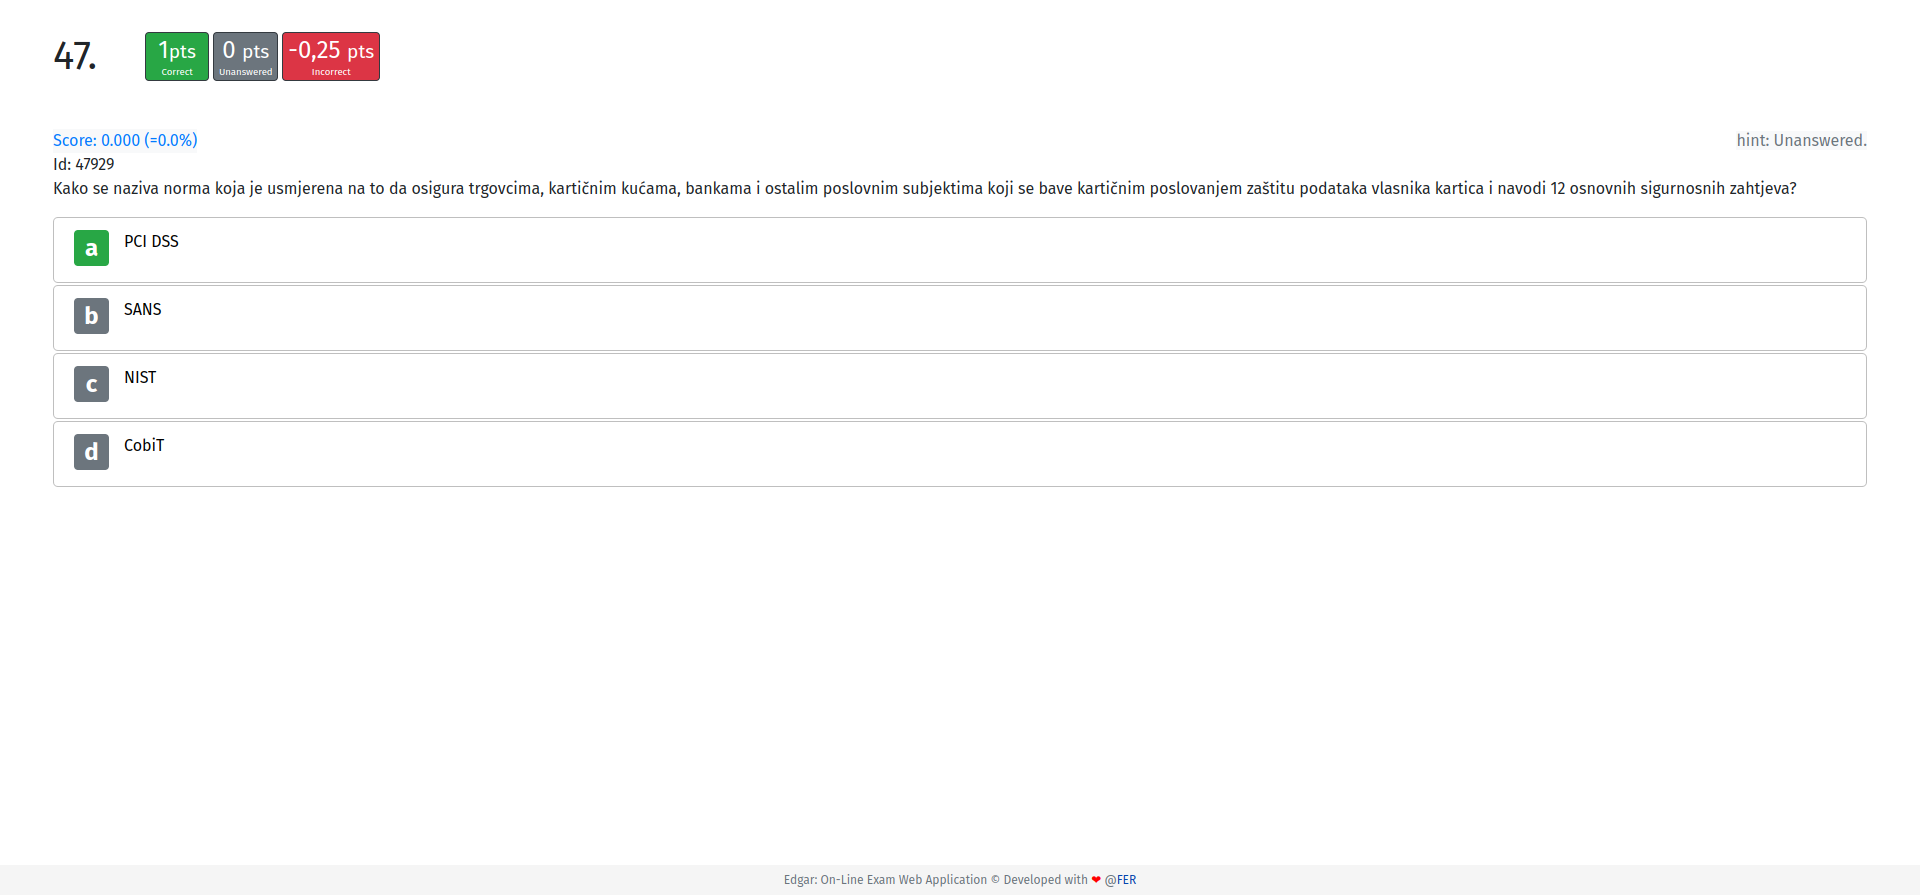 47.
1pts
Correct
0 pts
Unanswered
-0,25 pts
Incorrect
Score: 0.000 (=0.0%)
hint: Unanswered.
Id: 47929
Kako se naziva norma koja je usmjerena na to da osigura trgovcima, kartičnim kućama, bankama i ostalim poslovnim subjektima koji se bave kartičnim poslovanjem zaštitu podataka vlasnika kartica i navodi 12 osnovnih sigurnosnih zahtjeva?
a PCI DSS
b SANS
c NIST
d CobiT
Edgar: On-Line Exam Web Application © Developed with ❤ @FER